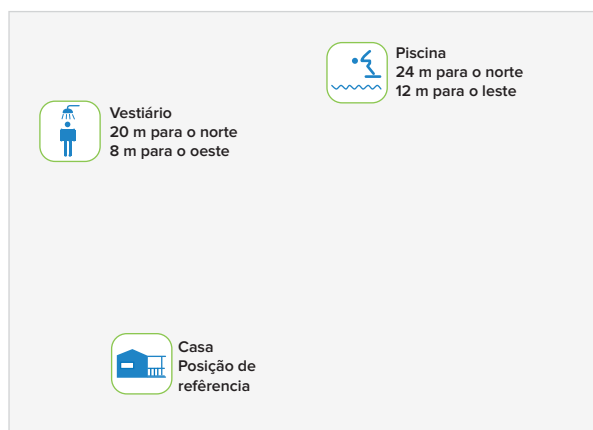 Piscina
24 m para o norte
12 m para o leste
Vestiário
20 m para o norte
8 m para o oeste
Casa
Posição de
refêrencia